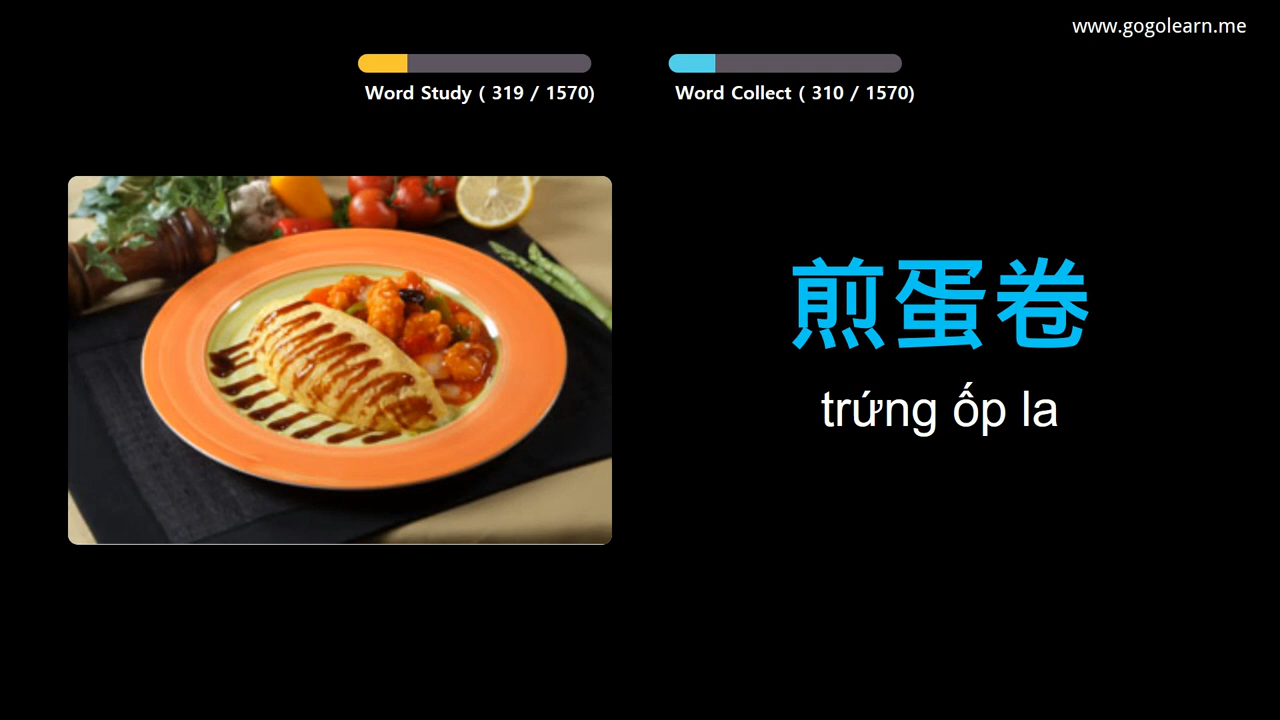 www.gogolearn.me
Word Study ( 319 / 1570)
Word Collect ( 310 / 1570)
煎蛋卷
trứng ốp la